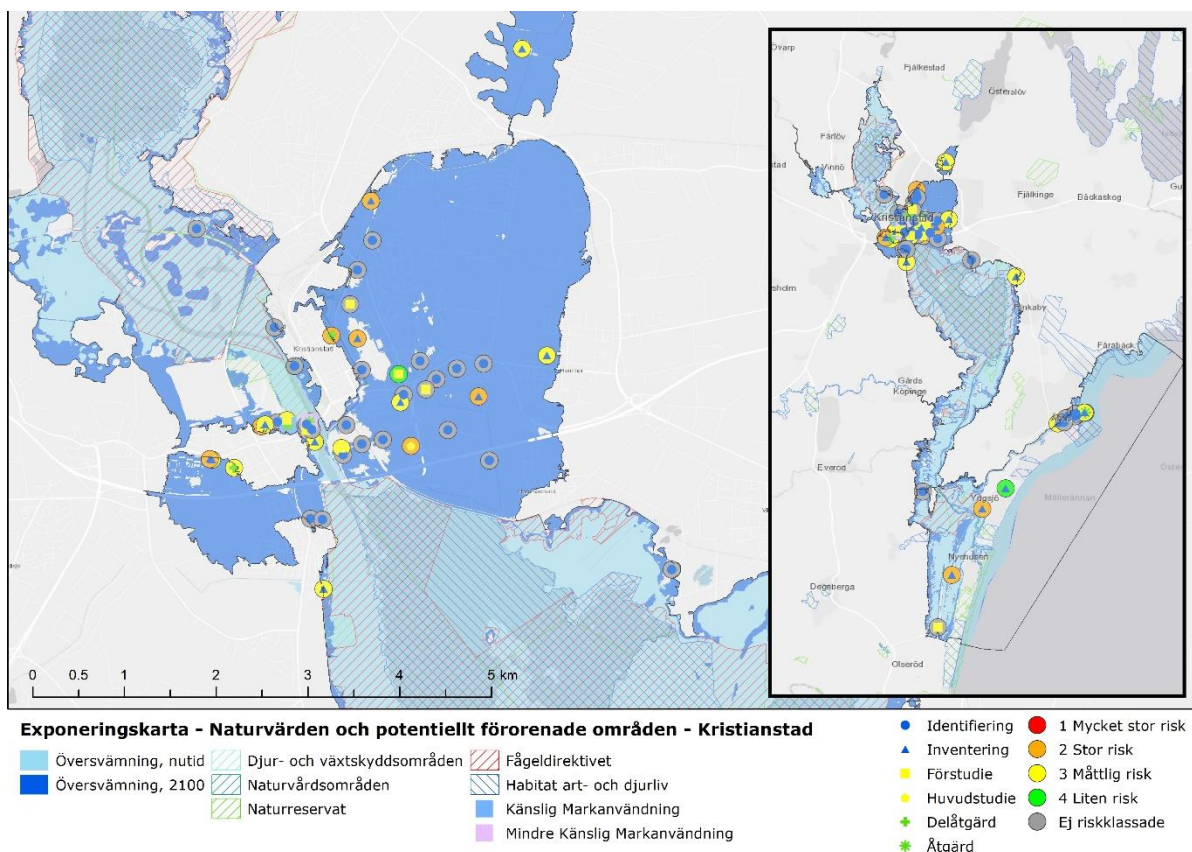 Kristianstad
Hammar
0 1 2 3 4 5 km
Ovarp
Fjälkestad
Österslöv
Färlöv
Vinnö
Fjälkinge
Bäckaskog
Kristianstad
Rinkaby
Färabäck
Gärds
Köpinge
Everöd
Yngsjö
Möllerännan
Nyehusen
Degeberga
Olseröd
Exponeringskarta - Naturvärden och potentiellt förorenade områden - Kristianstad
Översvämning, nutid
Översvämning, 2100
Djur- och växtskyddsområden
Naturvårdsområden
Naturreservat
Fågeldirektivet
Habitat art- och djurliv
Känslig Markanvändning
Mindre Känslig Markanvändning
Identifiering
Inventering
Förstudie
Huvudstudie
Delåtgärd
Åtgärd
1 Mycket stor risk
2 Stor risk
3 Måttlig risk
4 Liten risk
Ej riskklassade